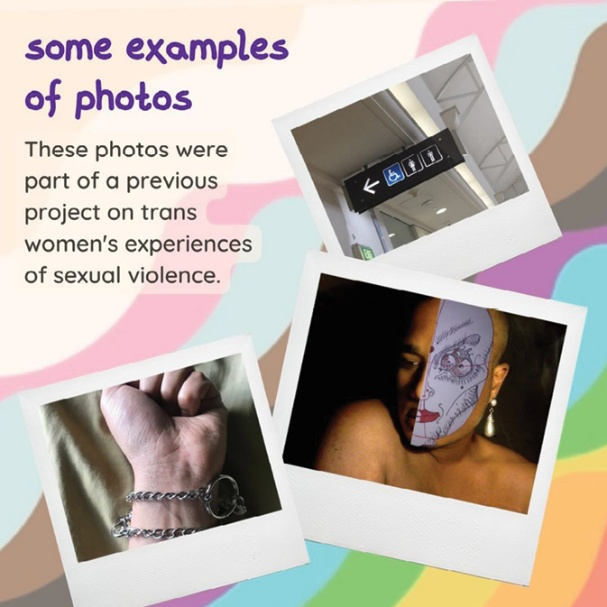 some examples
of photos
These photos were
part of a previous
project on trans
women's experiences
of sexual violence.